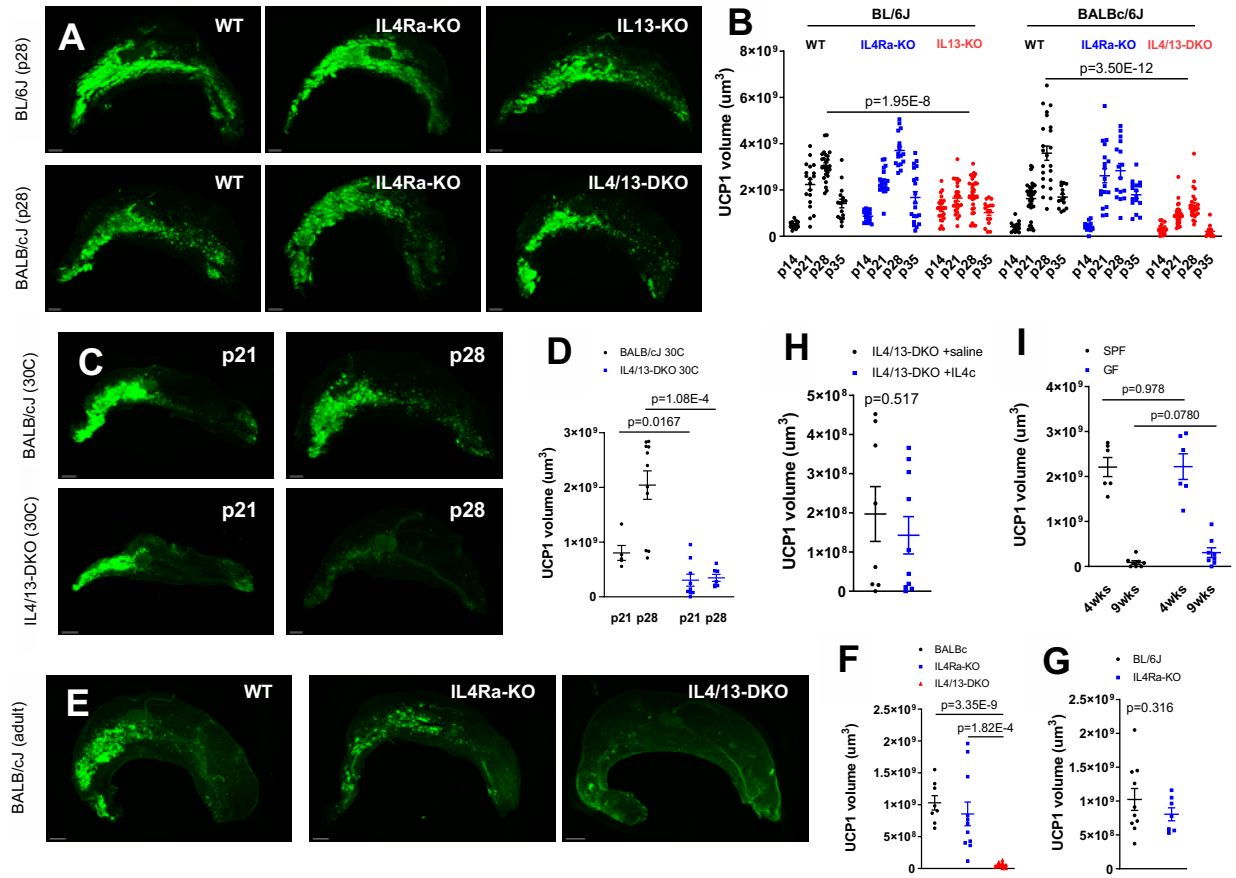 A
WT
IL4Ra-KO
IL13-KO
BL/6J (p28)
WT
IL4Ra-KO
IL4/13-DKO
BALB/cJ (p28)
B
BL/6J
BALBc/6J
WT
IL4Ra-KO
IL13-KO
WT
IL4Ra-KO
IL4/13-DKO
p=3.50E-12
p=1.95E-8
UCP1 volume (um³)
8×10⁹
6×10⁹
4×10⁹
2×10⁹
0
p14 p21 p28 p35 p14 p21 p28 p35 p14 p21 p28 p35 p14 p21 p28 p35 p14 p21 p28 p35 p14 p21 p28 p35
C
p21
p28
BALB/cJ (30C)
p21
p28
IL4/13-DKO (30C)
D
BALB/cJ 30C
IL4/13-DKO 30C
p=1.08E-4
p=0.0167
UCP1 volume (um³)
3×10⁹
2×10⁹
1×10⁹
0
p21 p28 p21 p28
H
IL4/13-DKO +saline
IL4/13-DKO +IL4c
p=0.517
UCP1 volume (um³)
5×10⁸
4×10⁸
3×10⁸
2×10⁸
1×10⁸
0
I
SPF
GF
p=0.978
p=0.0780
UCP1 volume (um³)
4×10⁹
3×10⁹
2×10⁹
1×10⁹
0
4wks 9wks 4wks 9wks
E
WT
IL4Ra-KO
IL4/13-DKO
BALB/cJ (adult)
F
BALBc
IL4Ra-KO
IL4/13-DKO
p=3.35E-9
p=1.82E-4
UCP1 volume (um³)
2.5×10⁹
2×10⁹
1.5×10⁹
1×10⁹
5×10⁸
0
G
BL/6J
IL4Ra-KO
p=0.316
UCP1 volume (um³)
2.5×10⁹
2×10⁹
1.5×10⁹
1×10⁹
5×10⁸
0